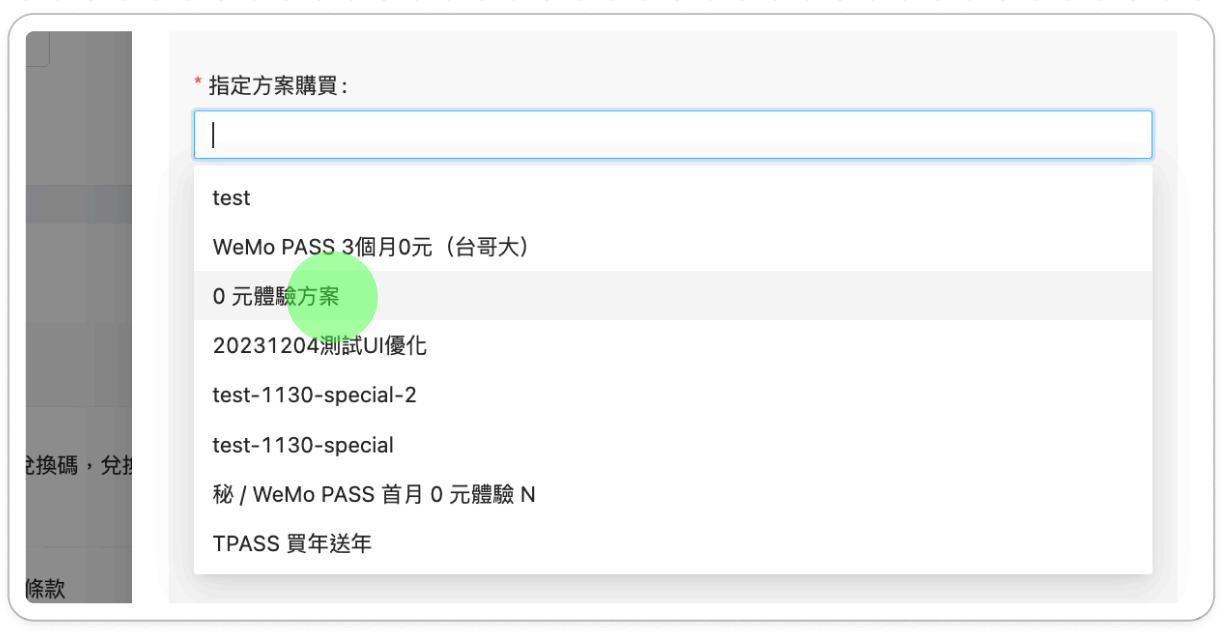 * 指定方案購買:
test
WeMo PASS 3個月0元（台哥大）
0 元體驗方案
20231204測試UI優化
test-1130-special-2
test-1130-special
兌換碼，兌換
秘 / WeMo PASS 首月 0 元體驗 N
TPASS 買年送年
條款